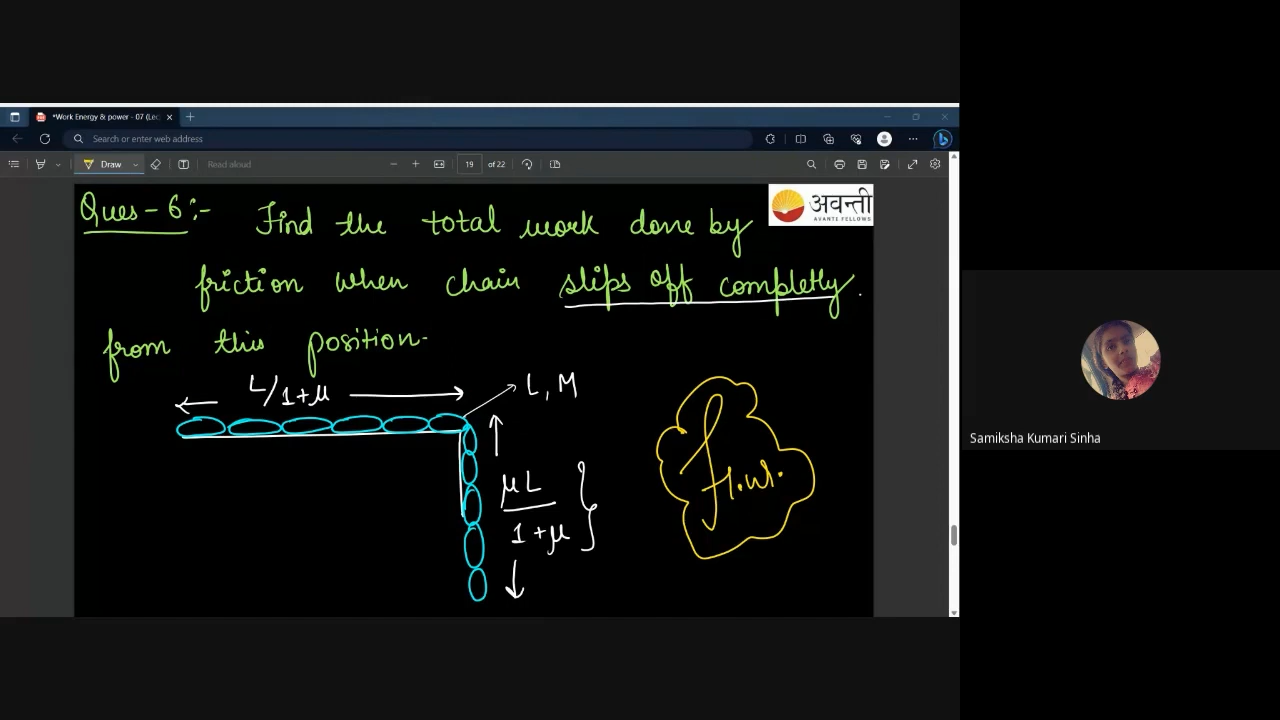 *Work Energy & power - 07 (Lec
Search or enter web address
Draw
Read aloud
19 of 22
Ques-6:- Find the total work done by
अवन्ती
AVANTI FELLOWS
friction when chain slips off completly.
from this position.
L/1+μ
L, M
μL
1+μ
H.W.
Samiksha Kumari Sinha